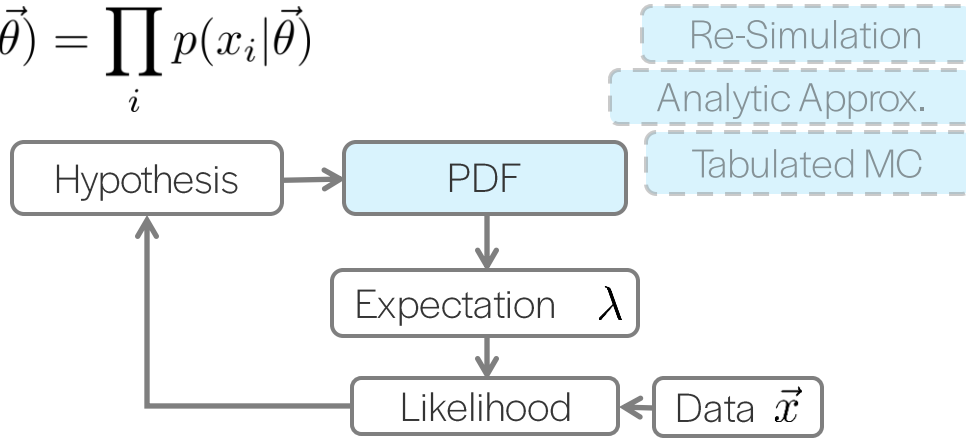 θ⃗) = ∏ᵢ p(xᵢ|θ⃗)
Re-Simulation
Analytic Approx.
Tabulated MC
Hypothesis
PDF
Expectation λ
Likelihood
Data x⃗